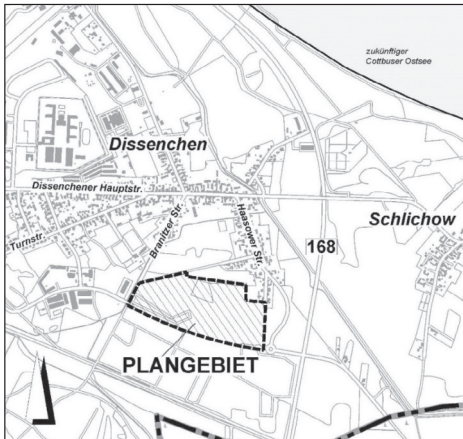 zukünftiger
Cottbuser Ostsee
Dissenchen
Dissenchener Hauptstr.
Schlichow
Turnstr.
Branitzer Str.
Haasower Str.
168
PLANGEBIET